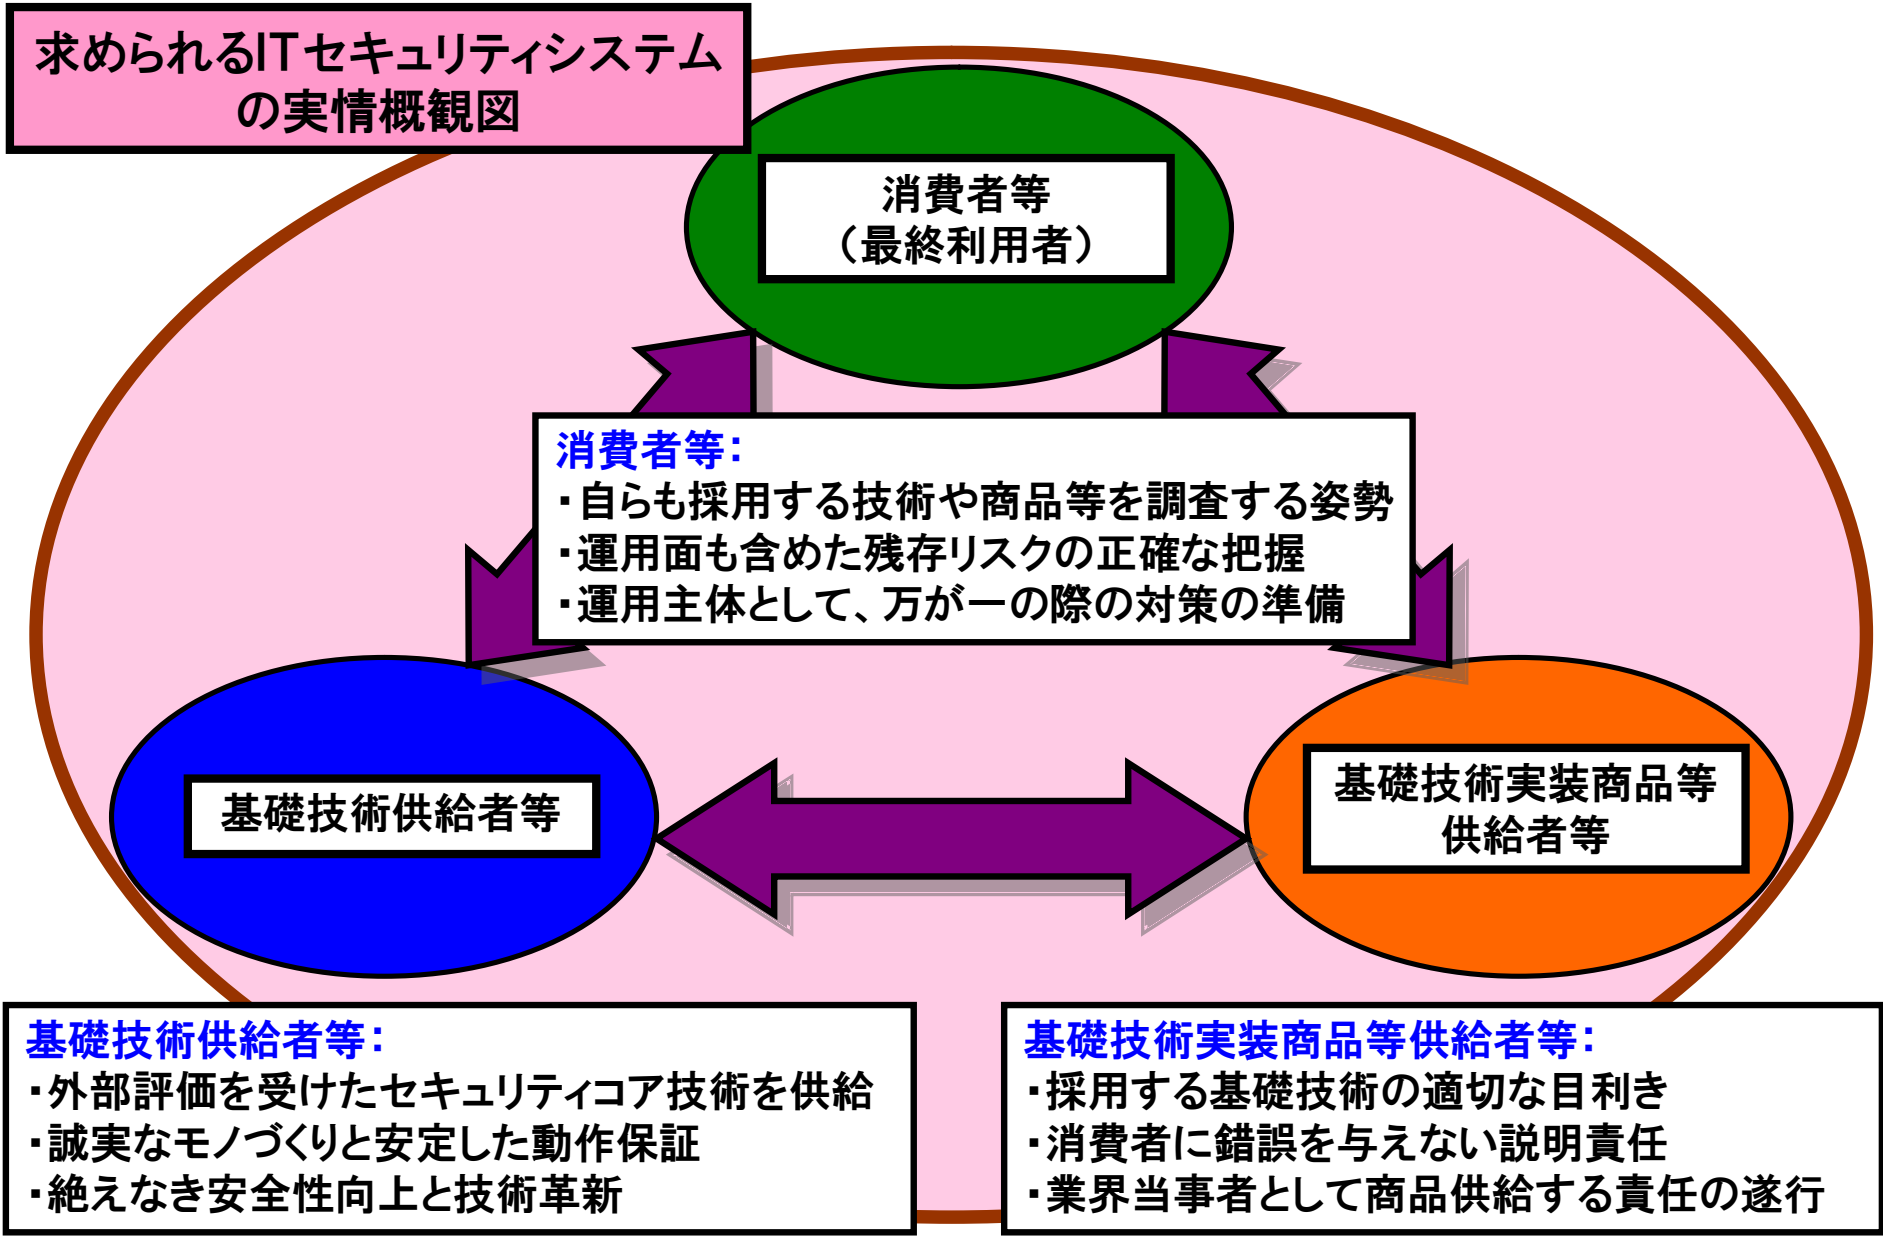 求められるITセキュリティシステム
の実情概観図
消費者等
（最終利用者）
消費者等：
・自らも採用する技術や商品等を調査する姿勢
・運用面も含めた残存リスクの正確な把握
・運用主体として、万が一の際の対策の準備
基礎技術供給者等
基礎技術実装商品等
供給者等
基礎技術供給者等：
・外部評価を受けたセキュリティコア技術を供給
・誠実なモノづくりと安定した動作保証
・絶えなき安全性向上と技術革新
基礎技術実装商品等供給者等：
・採用する基礎技術の適切な目利き
・消費者に錯誤を与えない説明責任
・業界当事者として商品供給する責任の遂行